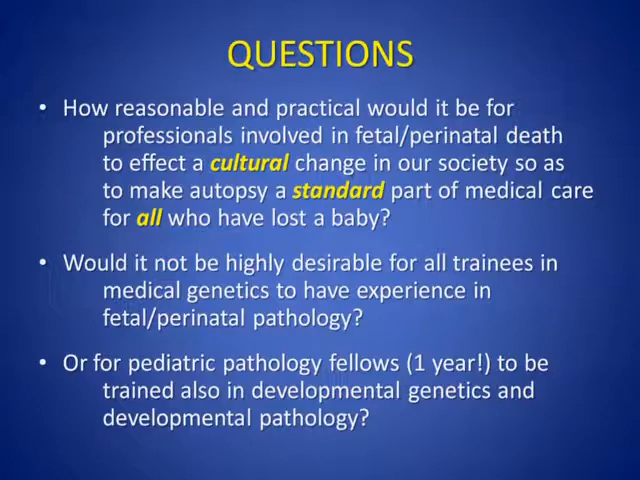 QUESTIONS
• How reasonable and practical would it be for
professionals involved in fetal/perinatal death
to effect a cultural change in our society so as
to make autopsy a standard part of medical care
for all who have lost a baby?
• Would it not be highly desirable for all trainees in
medical genetics to have experience in
fetal/perinatal pathology?
• Or for pediatric pathology fellows (1 year!) to be
trained also in developmental genetics and
developmental pathology?